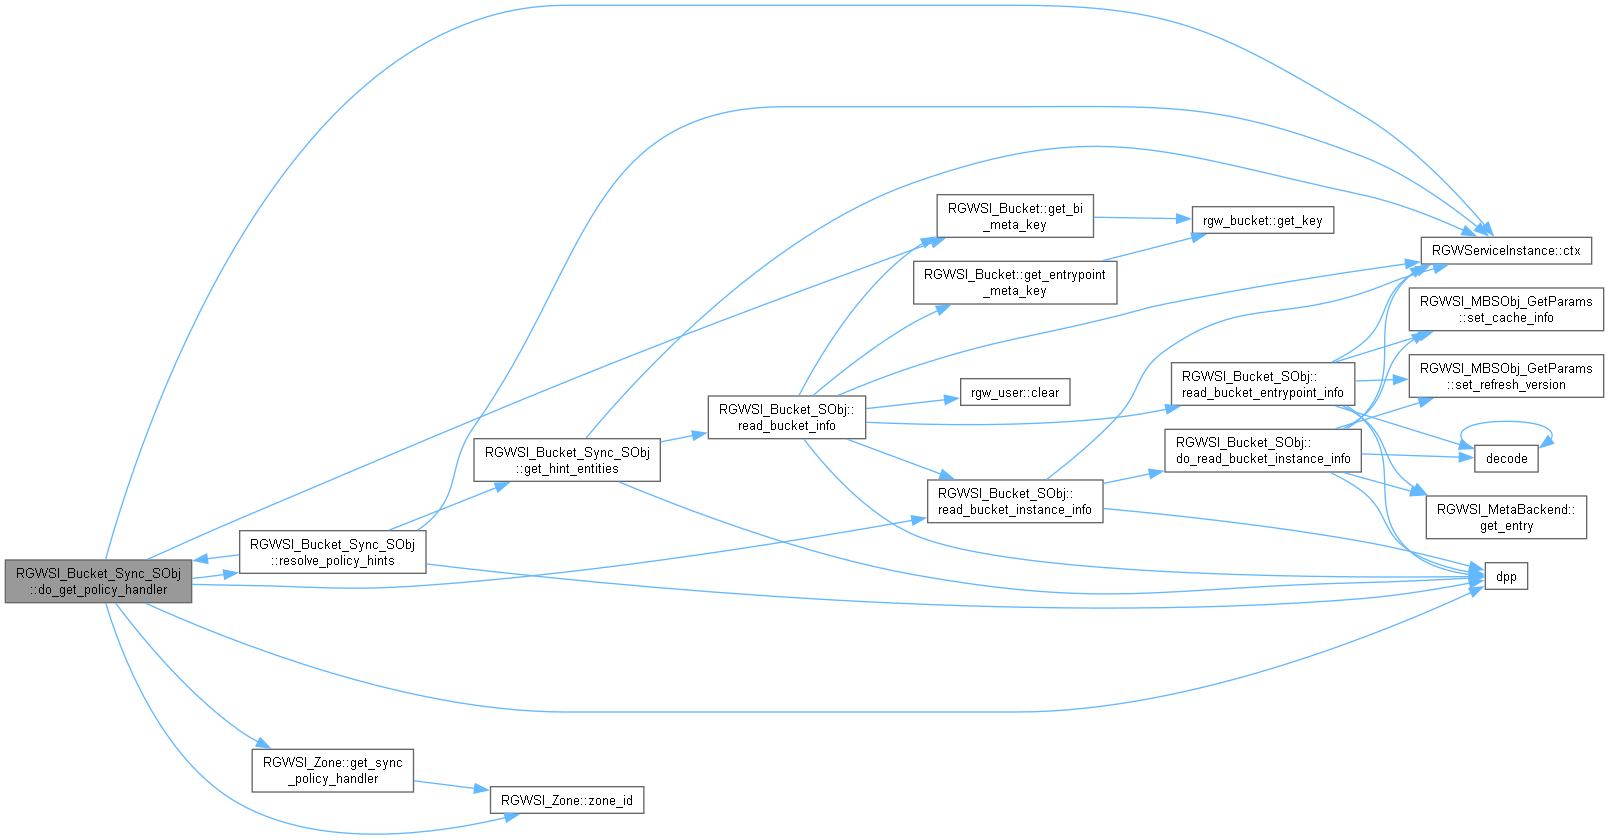 RGWSI_Bucket_Sync_SObj
::do_get_policy_handler
RGWSI_Bucket_Sync_SObj
::resolve_policy_hints
RGWSI_Zone::get_sync
_policy_handler
RGWSI_Bucket_Sync_SObj
::get_hint_entities
RGWSI_Zone::zone_id
RGWSI_Bucket_SObj::
read_bucket_info
RGWSI_Bucket::get_bi
_meta_key
RGWSI_Bucket::get_entrypoint
_meta_key
rgw_user::clear
RGWSI_Bucket_SObj::
read_bucket_instance_info
rgw_bucket::get_key
RGWSI_Bucket_SObj::
read_bucket_entrypoint_info
RGWSI_Bucket_SObj::
do_read_bucket_instance_info
RGWServiceInstance::ctx
RGWSI_MBSObj_GetParams
::set_cache_info
RGWSI_MBSObj_GetParams
::set_refresh_version
decode
RGWSI_MetaBackend::
get_entry
dpp